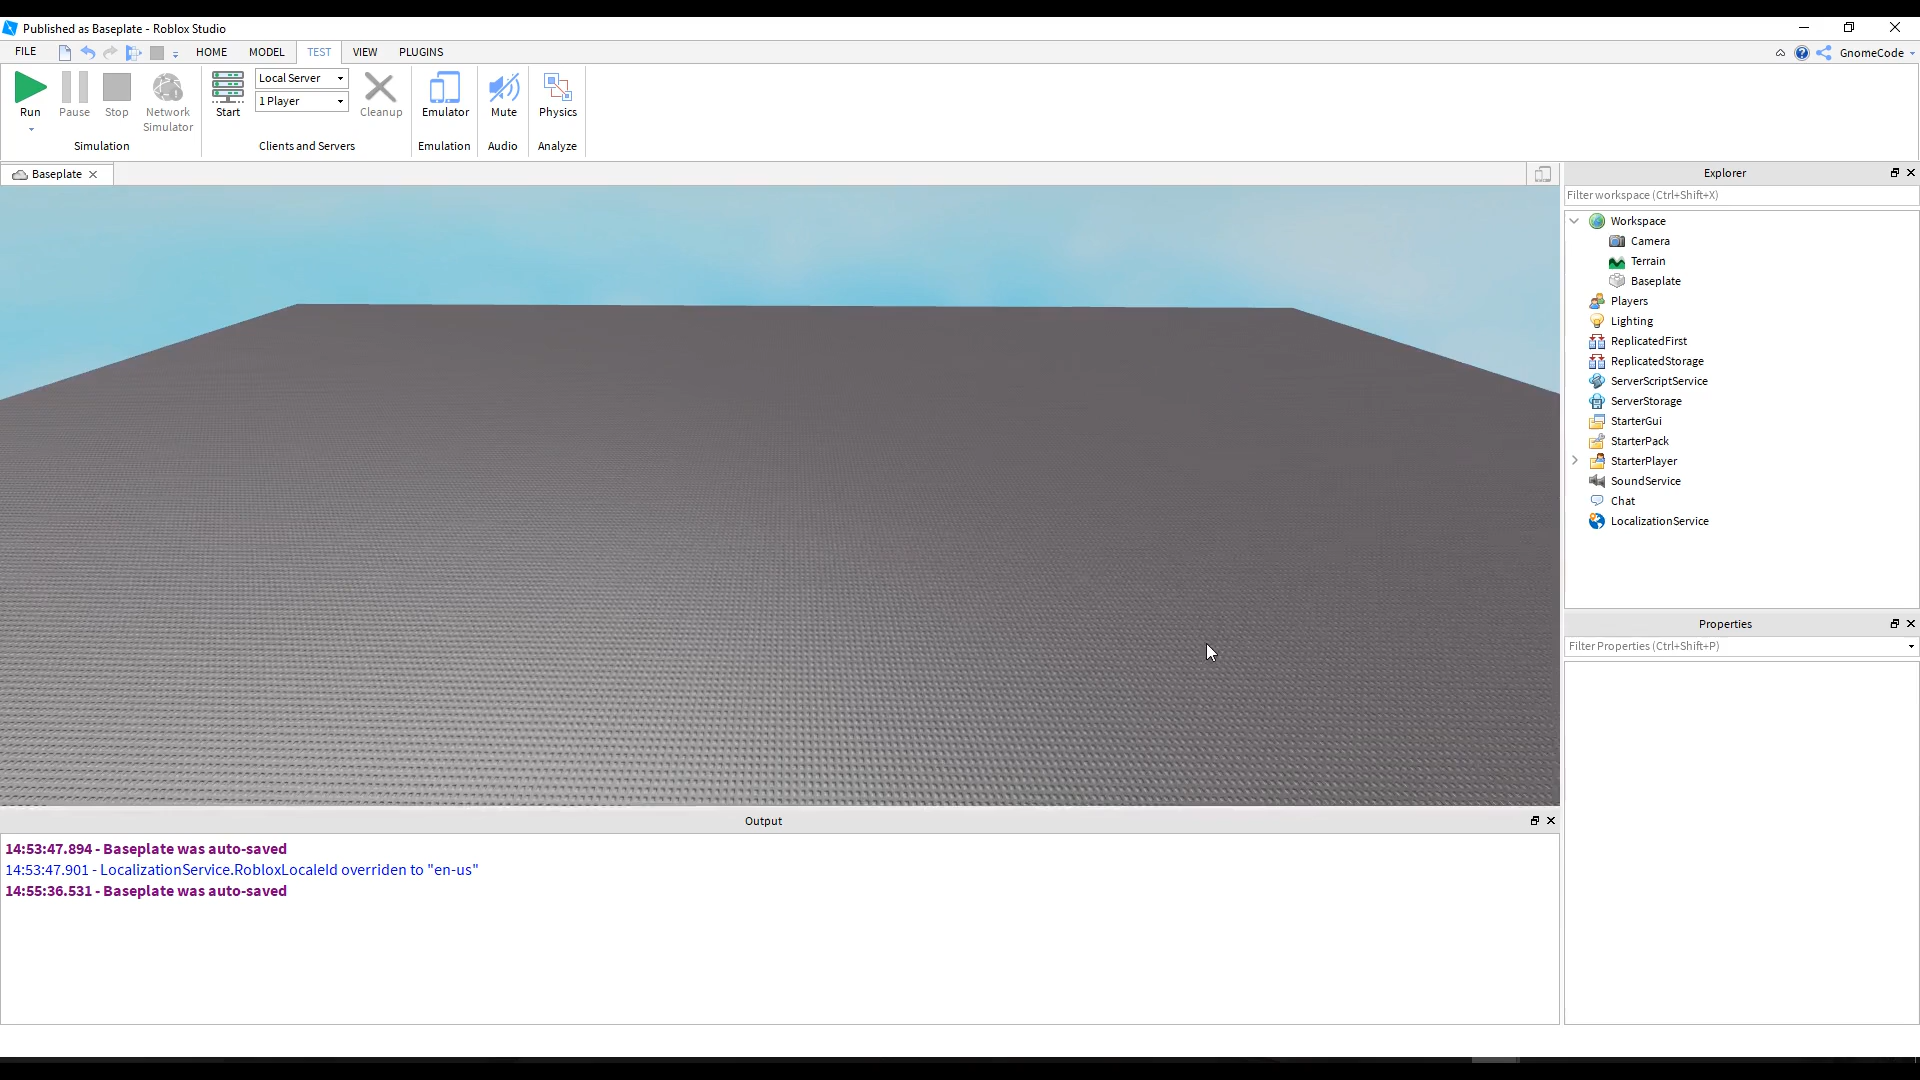 Published as Baseplate - Roblox Studio
FILE HOME MODEL TEST VIEW PLUGINS GnomeCode
Run Pause Stop Network Simulator
Simulation
Start Local Server
1 Player
Cleanup
Clients and Servers
Emulator
Emulation
Mute
Audio
Physics
Analyze
Baseplate
Explorer
Filter workspace (Ctrl+Shift+X)
Workspace
Camera
Terrain
Baseplate
Players
Lighting
ReplicatedFirst
ReplicatedStorage
ServerScriptService
ServerStorage
StarterGui
StarterPack
StarterPlayer
SoundService
Chat
LocalizationService
Properties
Filter Properties (Ctrl+Shift+P)
Output
14:53:47.894 - Baseplate was auto-saved
14:53:47.901 - LocalizationService.RobloxLocaleId overriden to "en-us"
14:55:36.531 - Baseplate was auto-saved